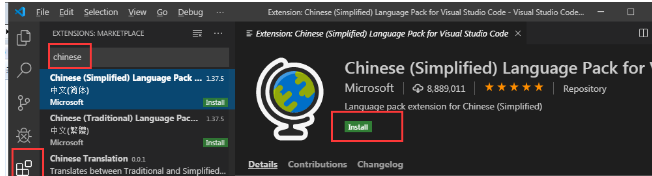 File Edit Selection View Go Debug ··· Extension: Chinese (Simplified) Language Pack for Visual Studio Code - Visual Studio Code...
EXTENSIONS: MARKETPLACE
chinese
Chinese (Simplified) Language Pack ... 1.37.5
中文(简体)
Microsoft Install
Chinese (Traditional) Language Pac... 1.37.5
中文(繁體)
Microsoft Install
Chinese Translation 0.0.1
Translates between Traditional and Simplified...
Extension: Chinese (Simplified) Language Pack for Visual Studio Code
Chinese (Simplified) Language Pack for V
Microsoft 8,889,011 Repository
Language pack extension for Chinese (Simplified)
Install
Details Contributions Changelog